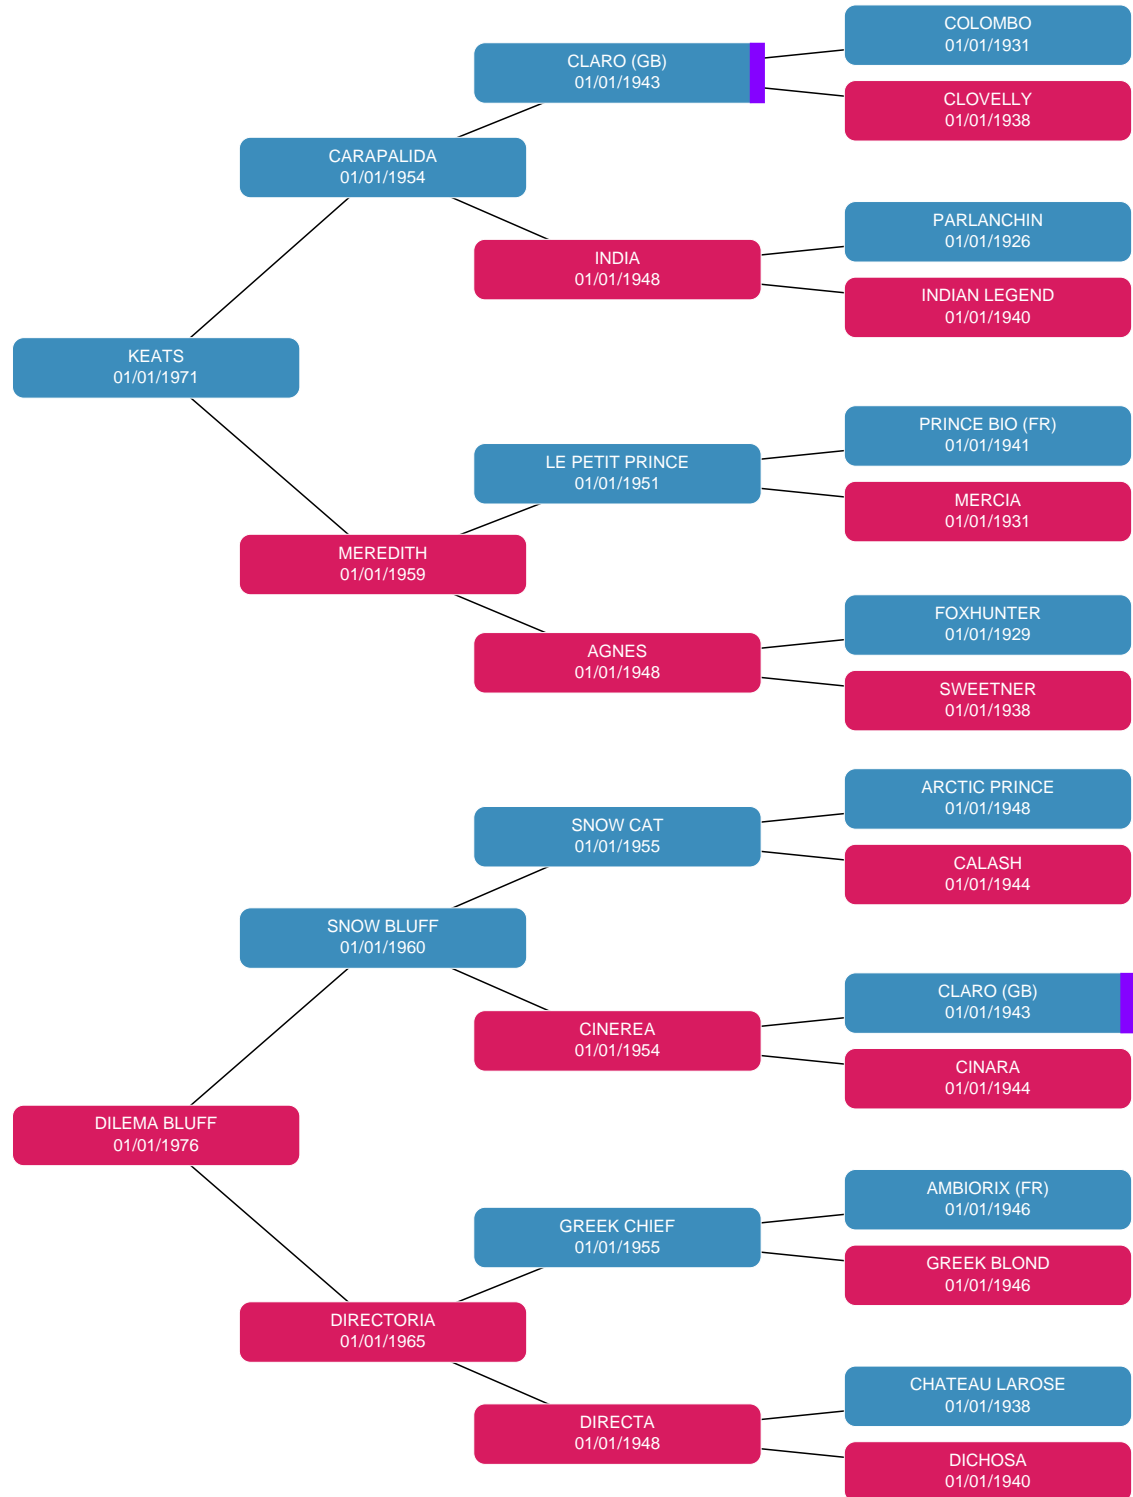 COLOMBO
01/01/1931
CLARO (GB)
01/01/1943
CLOVELLY
01/01/1938
CARAPALIDA
01/01/1954
PARLANCHIN
01/01/1926
INDIA
01/01/1948
INDIAN LEGEND
01/01/1940
KEATS
01/01/1971
PRINCE BIO (FR)
01/01/1941
LE PETIT PRINCE
01/01/1951
MERCIA
01/01/1931
MEREDITH
01/01/1959
FOXHUNTER
01/01/1929
AGNES
01/01/1948
SWEETNER
01/01/1938
ARCTIC PRINCE
01/01/1948
SNOW CAT
01/01/1955
CALASH
01/01/1944
SNOW BLUFF
01/01/1960
CLARO (GB)
01/01/1943
CINEREA
01/01/1954
CINARA
01/01/1944
DILEMA BLUFF
01/01/1976
AMBIORIX (FR)
01/01/1946
GREEK CHIEF
01/01/1955
GREEK BLOND
01/01/1946
DIRECTORIA
01/01/1965
CHATEAU LAROSE
01/01/1938
DIRECTA
01/01/1948
DICHOSA
01/01/1940